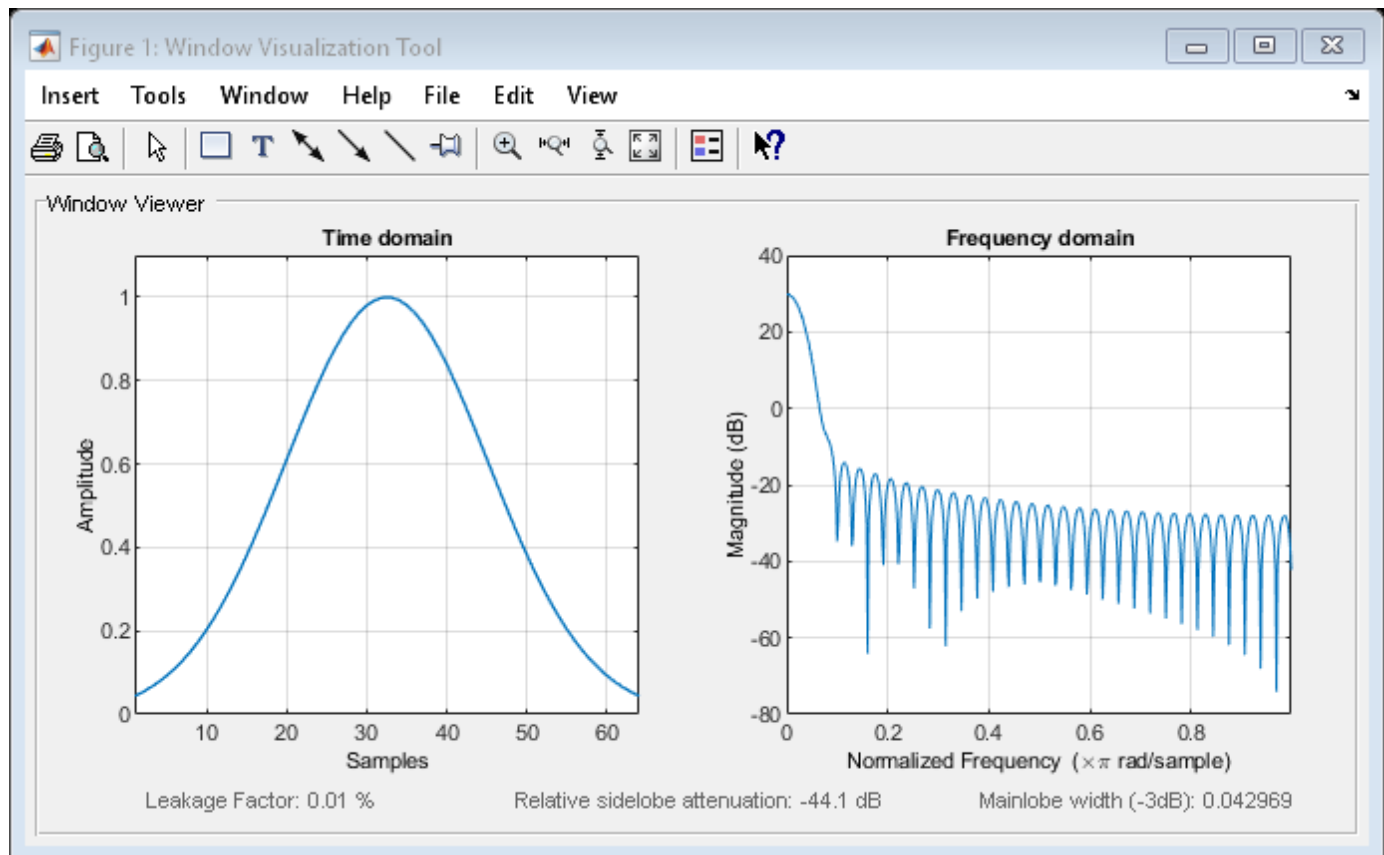 Figure 1: Window Visualization Tool
Insert Tools Window Help File Edit View
T
?
Window Viewer
Time domain
1
0.8
0.6
0.4
0.2
0
Amplitude
10 20 30 40 50 60
Samples
Frequency domain
40
20
0
-20
-40
-60
-80
Magnitude (dB)
0 0.2 0.4 0.6 0.8
Normalized Frequency (×π rad/sample)
Leakage Factor: 0.01 % Relative sidelobe attenuation: -44.1 dB Mainlobe width (-3dB): 0.042969